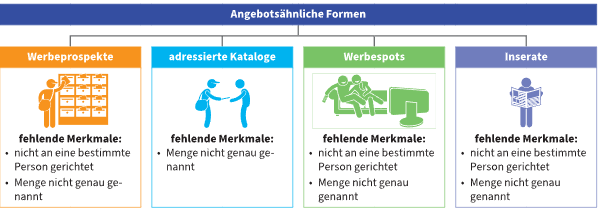 Angebotsähnliche Formen
Werbeprospekte
fehlende Merkmale:
• nicht an eine bestimmte
Person gerichtet
• Menge nicht genau ge-
nannt
adressierte Kataloge
fehlende Merkmale:
• Menge nicht genau ge-
nannt
Werbespots
fehlende Merkmale:
• nicht an eine bestimmte
Person gerichtet
• Menge nicht genau
genannt
Inserate
fehlende Merkmale:
• nicht an eine bestimmte
Person gerichtet
• Menge nicht genau
genannt